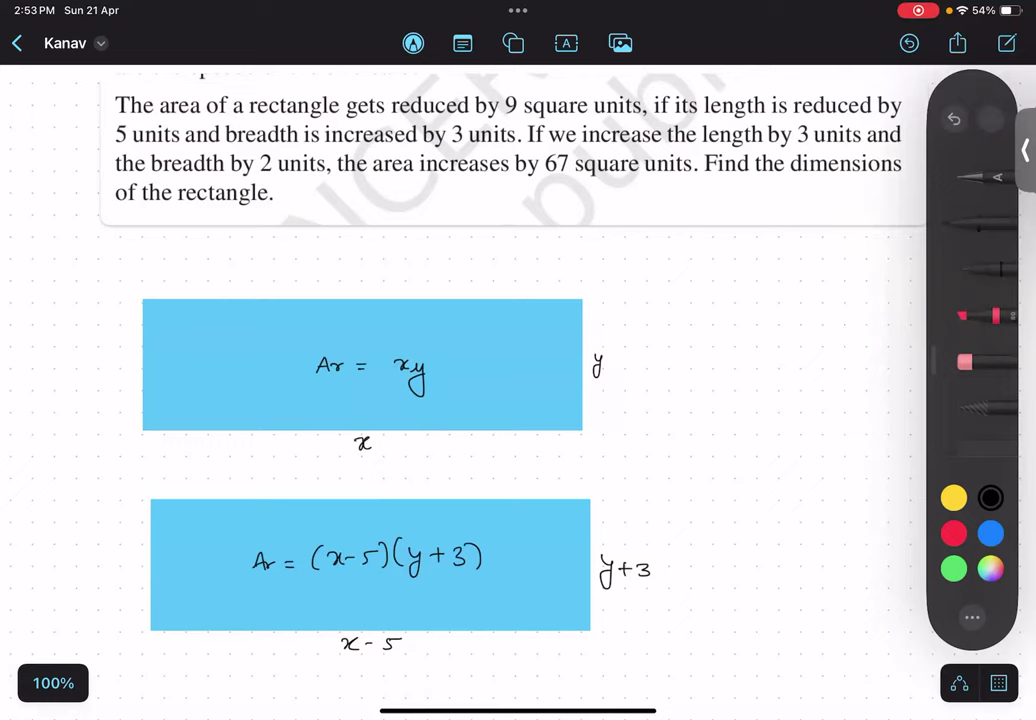 2:53 PM Sun 21 Apr
54%
Kanav
The area of a rectangle gets reduced by 9 square units, if its length is reduced by
5 units and breadth is increased by 3 units. If we increase the length by 3 units and
the breadth by 2 units, the area increases by 67 square units. Find the dimensions
of the rectangle.
Ar = xy
y
x
Ar = (x-5)(y+3)
y+3
x-5
100%